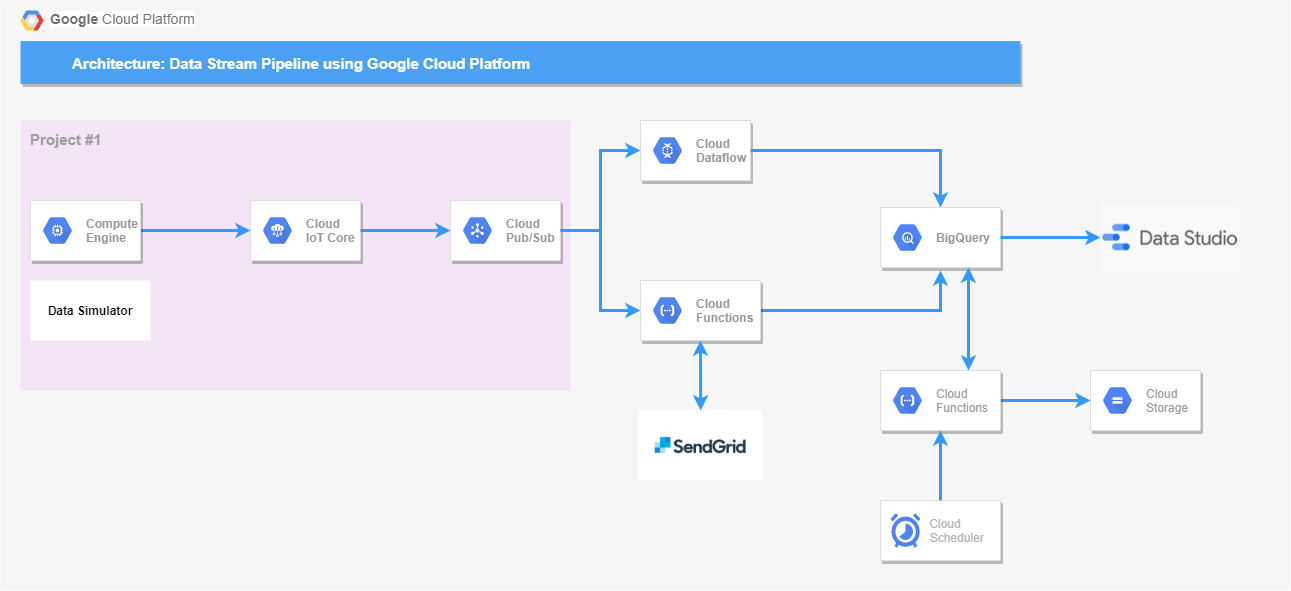 Google Cloud Platform
Architecture: Data Stream Pipeline using Google Cloud Platform
Project #1
Compute
Engine
Cloud
IoT Core
Cloud
Pub/Sub
Data Simulator
Cloud
Dataflow
Cloud
Functions
SendGrid
BigQuery
Data Studio
Cloud
Functions
Cloud
Storage
Cloud
Scheduler